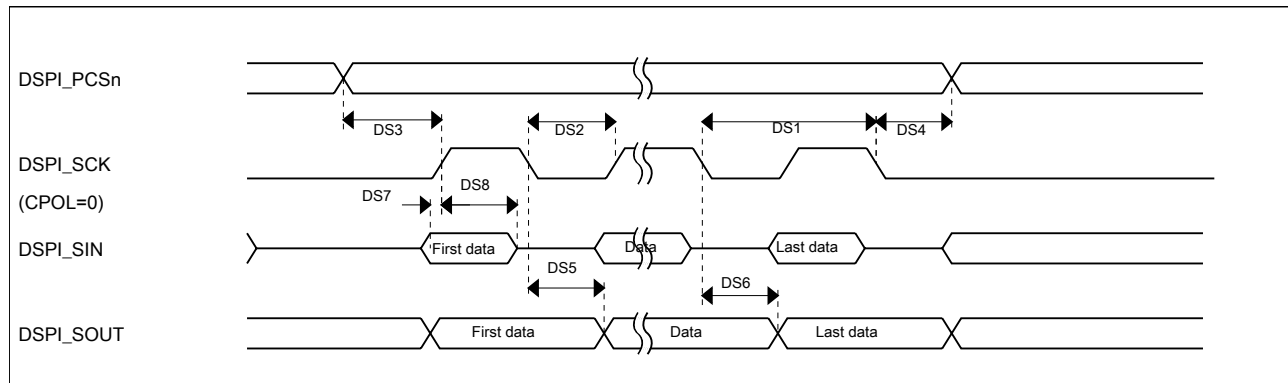 DSPI_PCSn
DS3
DS2
DS1
DS4
DSPI_SCK
(CPOL=0)
DS7
DS8
DSPI_SIN
First data
Data
Last data
DS5
DS6
DSPI_SOUT
First data
Data
Last data